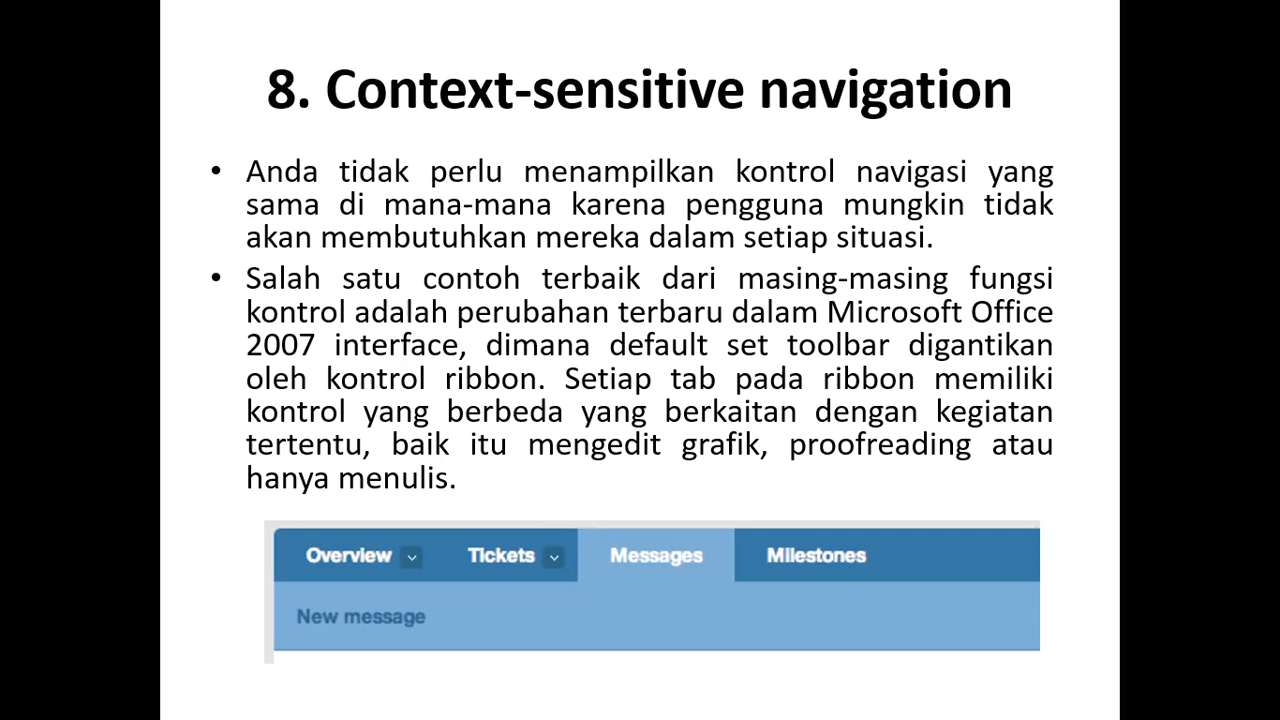 8. Context-sensitive navigation
• Anda tidak perlu menampilkan kontrol navigasi yang
sama di mana-mana karena pengguna mungkin tidak
akan membutuhkan mereka dalam setiap situasi.
• Salah satu contoh terbaik dari masing-masing fungsi
kontrol adalah perubahan terbaru dalam Microsoft Office
2007 interface, dimana default set toolbar digantikan
oleh kontrol ribbon. Setiap tab pada ribbon memiliki
kontrol yang berbeda yang berkaitan dengan kegiatan
tertentu, baik itu mengedit grafik, proofreading atau
hanya menulis.
Overview Tickets Messages Milestones
New message